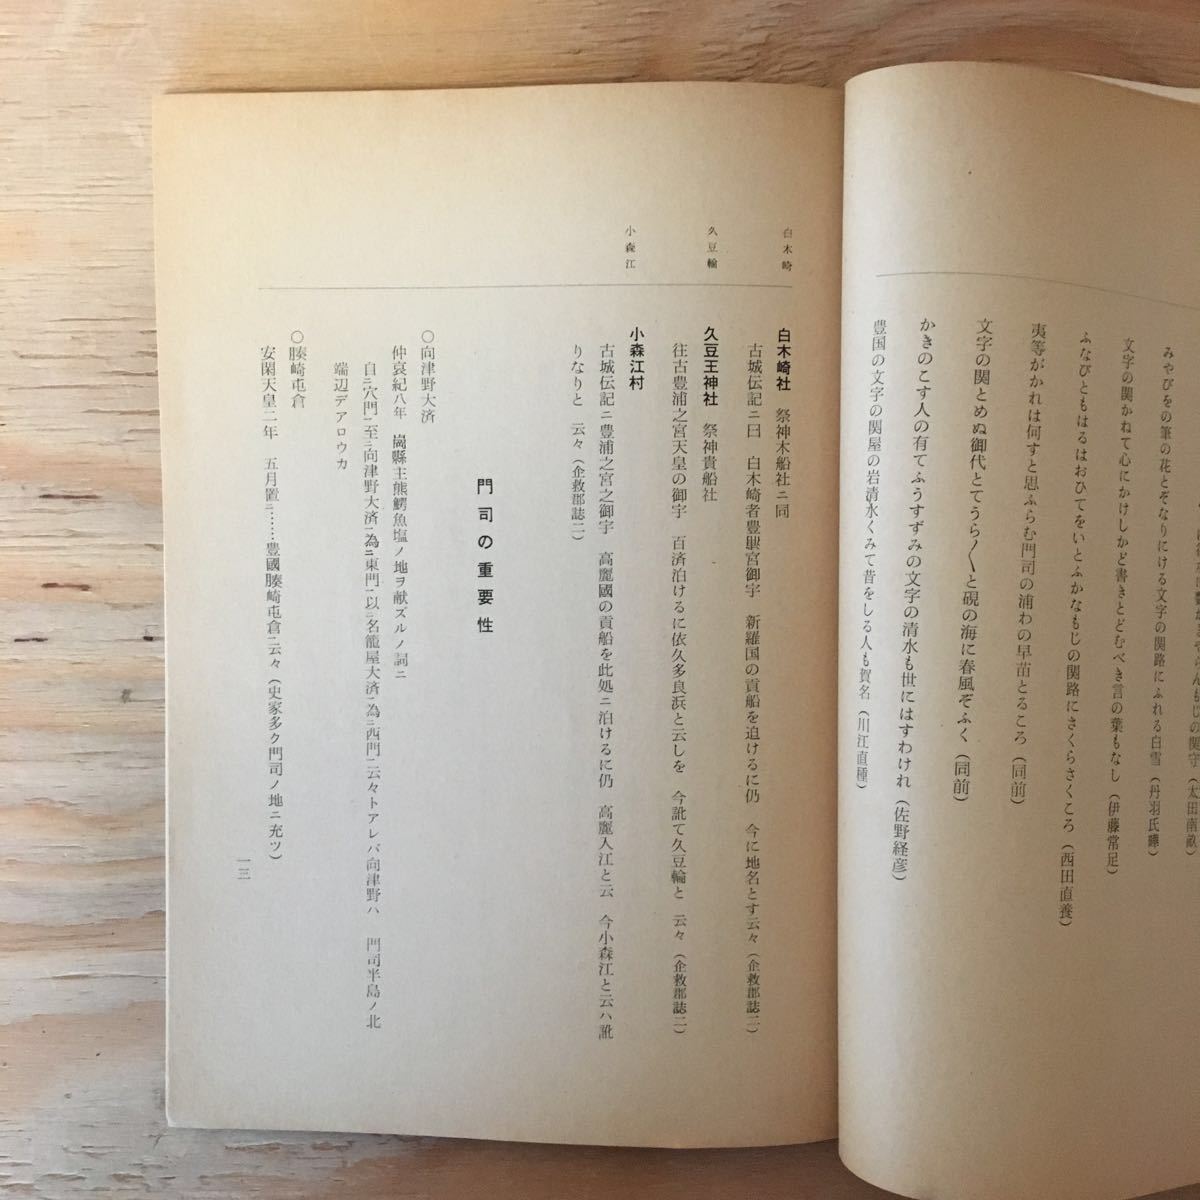 みやびをの筆の花とぞなりにける文字の関路にふれる白雪(丹羽氏曄)
文字の関かねて心にかけしかど書きとどむべき言の葉もなし(伊藤常足)
ふなびともはるはおひてをいとふかなもじの関路にさくらさくころ(西田直養)
夷等がかれは何すと思ふらむ門司の浦わの早苗とるころ(同前)
文字の関とめぬ御代とてうら〳〵と硯の海に春風ぞふく(同前)
かきのこす人の有てふうすずみの文字の清水も世にはすわけれ(佐野経彦)
豊国の文字の関屋の岩清水くみて昔をしる人も賀名(川江直種)
白木崎
白木崎社 祭神木船社ニ同
古城伝記ニ曰 白木崎者豊聚宮御宇 新羅国の貢船を迫けるに仍 今に地名とす云々(企救郡誌二)
久豆輪
久豆王神社 祭神貴船社
往古豊浦之宮天皇の御宇 百済泊けるに依久多良浜と云しを 今訛て久豆輪と 云々(企救郡誌二)
小森江
小森江村
古城伝記ニ豊浦之宮之御宇 高麗國の貢船を此処ニ泊けるに仍 高麗入江と云 今小森江と云ハ訛
りなりと 云々(企救郡誌二)
門司の重要性
〇向津野大済
仲哀紀八年 崗縣主熊鰐魚塩ノ地ヲ献ズルノ詞ニ
自ニ穴門一至ニ向津野大済一為ニ東門一以ニ名籠屋大済一為ニ西門一云々トアレバ向津野ハ 門司半島ノ北
端辺デアロウカ
〇腠崎屯倉
安閑天皇二年 五月置ニ……豊國腠崎屯倉一云々(史家多ク門司ノ地ニ充ツ)
一三